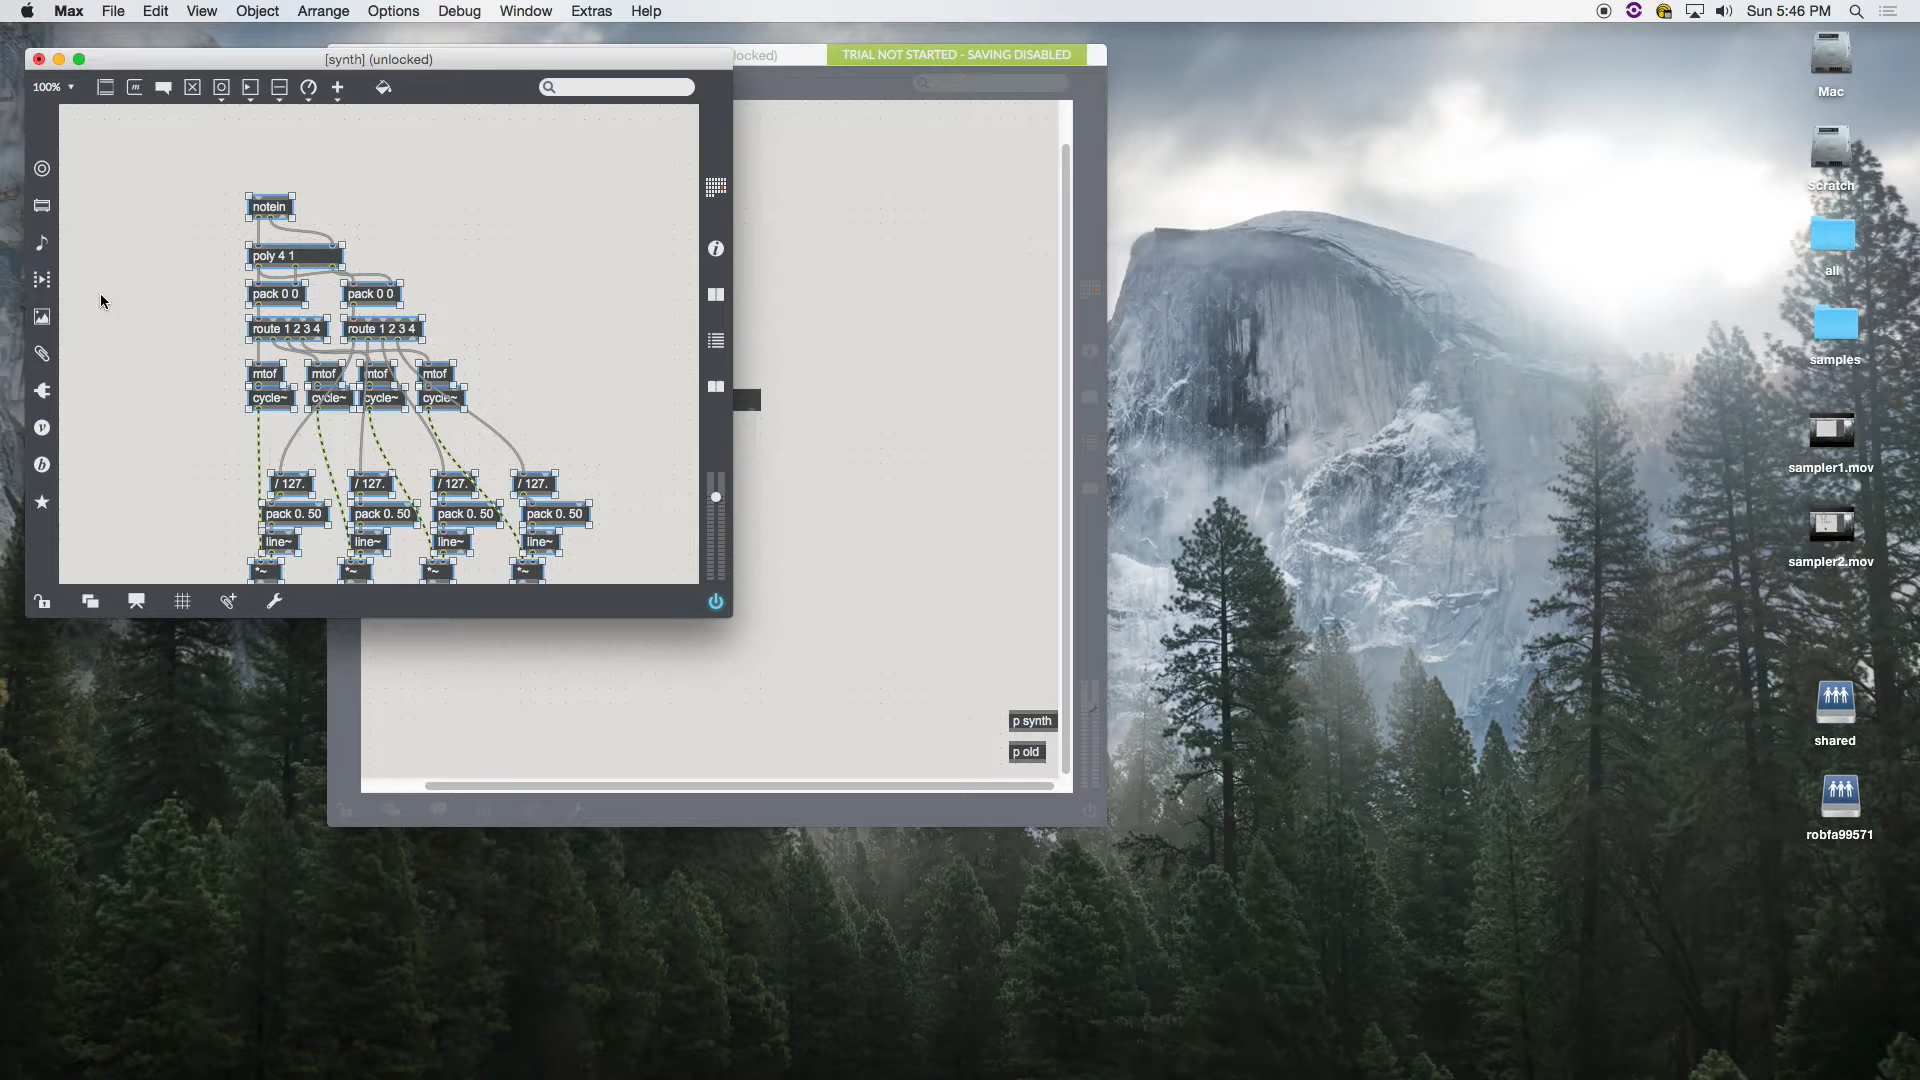 Max File Edit View Object Arrange Options Debug Window Extras Help
Sun 5:46 PM
[synth] (unlocked)
locked)
TRIAL NOT STARTED - SAVING DISABLED
100%
notein
poly 4 1
pack 0 0
pack 0 0
route 1 2 3 4
route 1 2 3 4
mtof
mtof
mtof
mtof
cycle~
cycle~
cycle~
cycle~
/ 127.
/ 127.
/ 127.
/ 127.
pack 0. 50
pack 0. 50
pack 0. 50
pack 0. 50
line~
line~
line~
line~
*~
*~
*~
*~
p synth
p old
Mac
Scratch
all
samples
sampler1.mov
sampler2.mov
shared
robfa99571